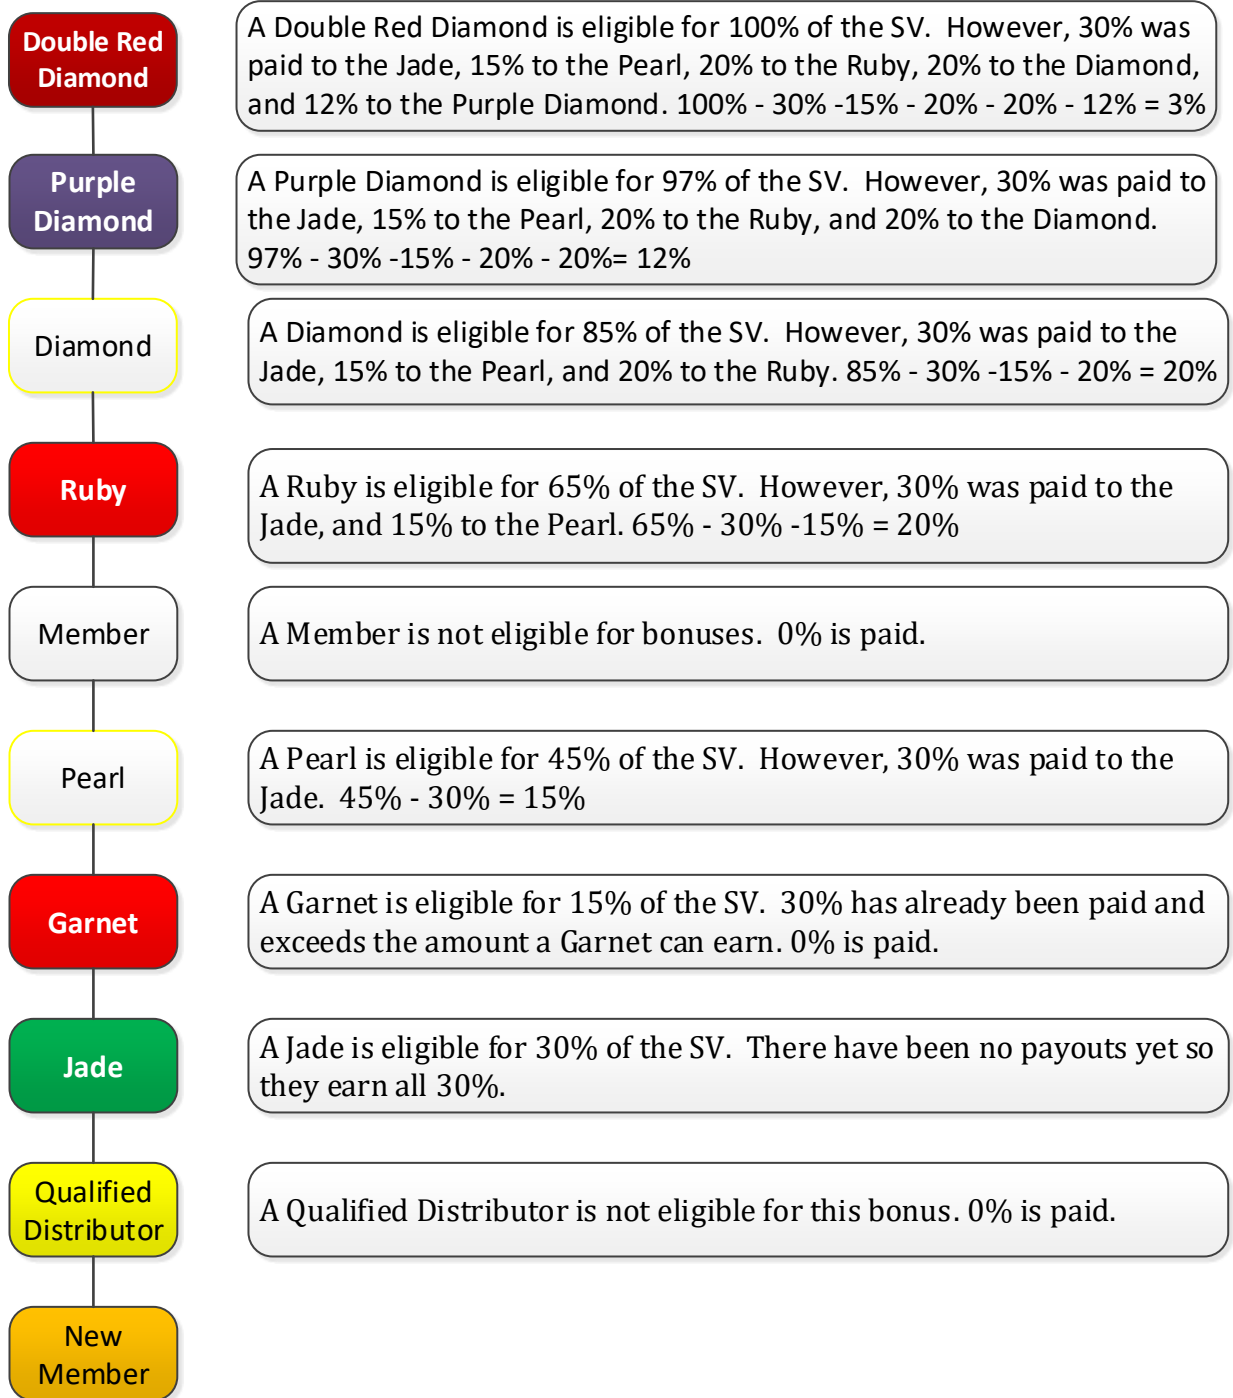 Double Red
Diamond
A Double Red Diamond is eligible for 100% of the SV.  However, 30% was
paid to the Jade, 15% to the Pearl, 20% to the Ruby, 20% to the Diamond,
and 12% to the Purple Diamond. 100% - 30% -15% - 20% - 20% - 12% = 3%
Purple
Diamond
A Purple Diamond is eligible for 97% of the SV.  However, 30% was paid to
the Jade, 15% to the Pearl, 20% to the Ruby, and 20% to the Diamond.
97% - 30% -15% - 20% - 20%= 12%
Diamond
A Diamond is eligible for 85% of the SV.  However, 30% was paid to the
Jade, 15% to the Pearl, and 20% to the Ruby. 85% - 30% -15% - 20% = 20%
Ruby
A Ruby is eligible for 65% of the SV.  However, 30% was paid to the
Jade, and 15% to the Pearl. 65% - 30% -15% = 20%
Member
A Member is not eligible for bonuses.  0% is paid.
Pearl
A Pearl is eligible for 45% of the SV.  However, 30% was paid to the
Jade.  45% - 30% = 15%
Garnet
A Garnet is eligible for 15% of the SV.  30% has already been paid and
exceeds the amount a Garnet can earn. 0% is paid.
Jade
A Jade is eligible for 30% of the SV.  There have been no payouts yet so
they earn all 30%.
Qualified
Distributor
A Qualified Distributor is not eligible for this bonus. 0% is paid.
New
Member